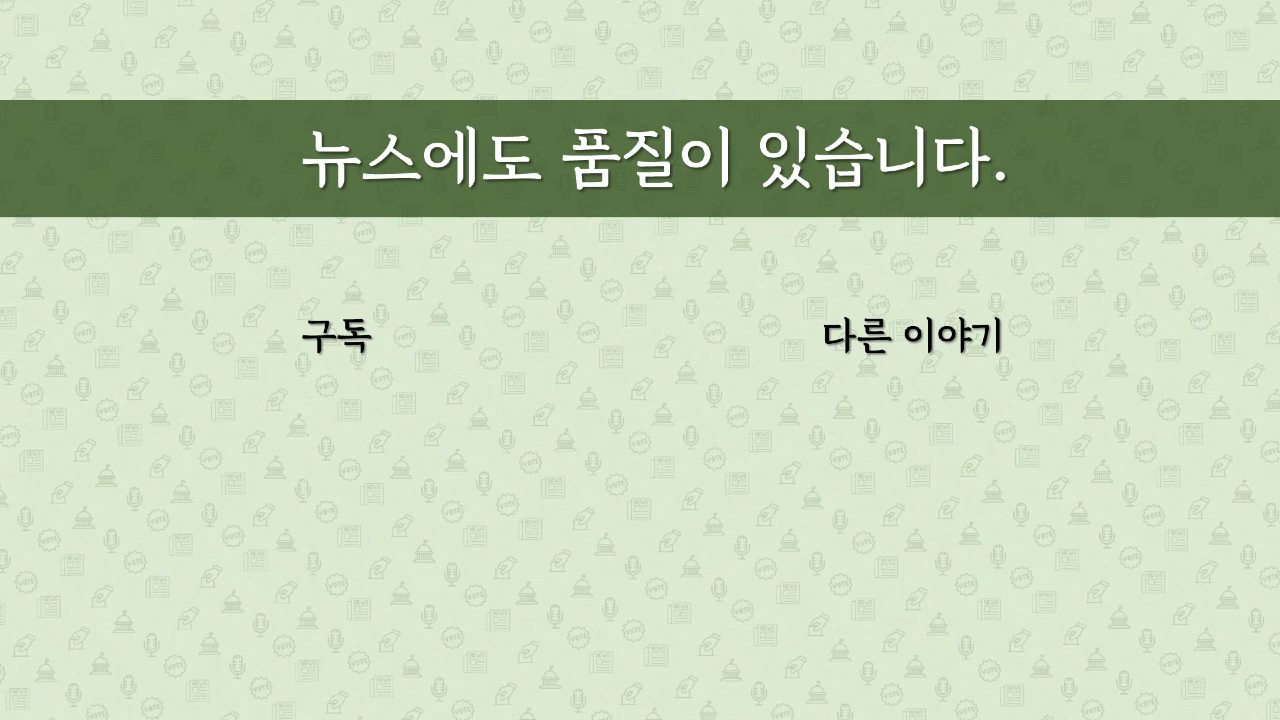 뉴스에도 품질이 있습니다.
구독
다른 이야기